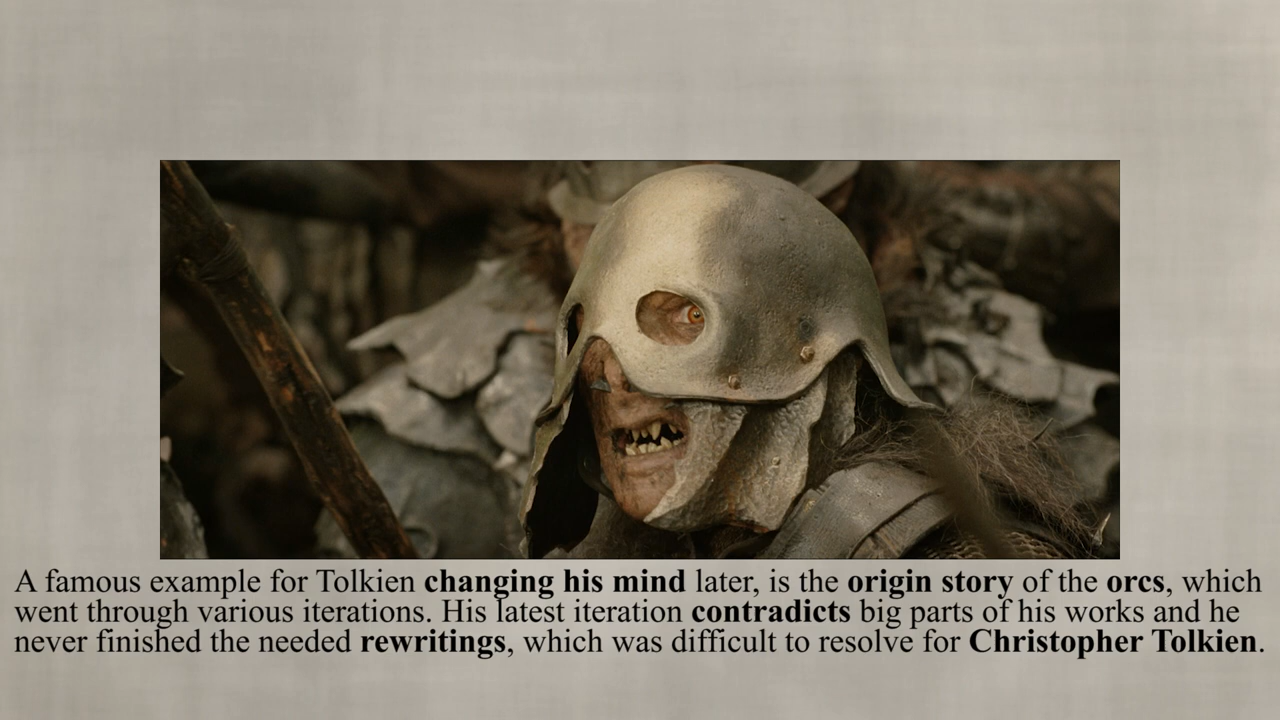 A famous example for Tolkien changing his mind later, is the origin story of the orcs, which
went through various iterations. His latest iteration contradicts big parts of his works and he
never finished the needed rewritings, which was difficult to resolve for Christopher Tolkien.